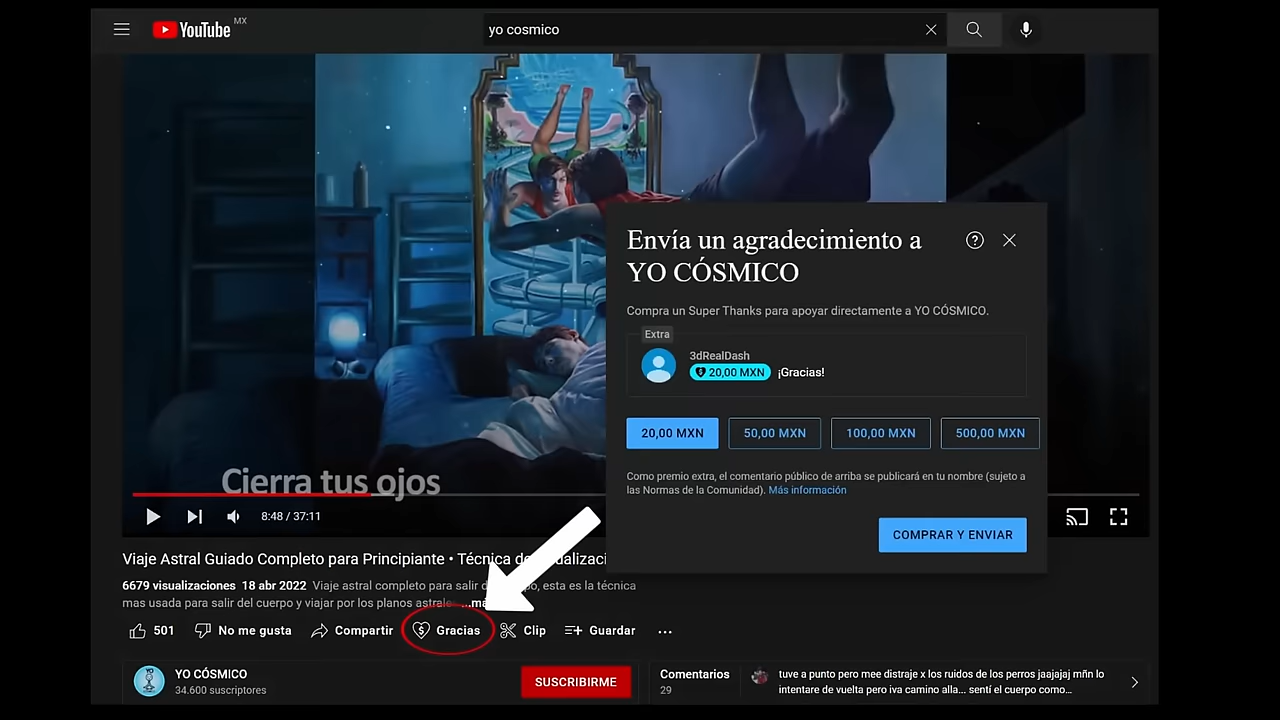 YouTube MX
yo cosmico
Envía un agradecimiento a
YO CÓSMICO
Compra un Super Thanks para apoyar directamente a YO CÓSMICO.
Extra
3dRealDash
20,00 MXN ¡Gracias!
20,00 MXN 50,00 MXN 100,00 MXN 500,00 MXN
Como premio extra, el comentario público de arriba se publicará en tu nombre (sujeto a
las Normas de la Comunidad). Más información
COMPRAR Y ENVIAR
Cierra tus ojos
8:48 / 37:11
Viaje Astral Guiado Completo para Principiante • Técnica de
6679 visualizaciones 18 abr 2022 Viaje astral completo para salir esta es la técnica
mas usada para salir del cuerpo y viajar por los planos
501 No me gusta Compartir Gracias Clip Guardar ...
YO CÓSMICO
34.600 suscriptores
SUSCRIBIRME
Comentarios
29
tuve a punto pero mee distraje x los ruidos de los perros jaajajaj mñn lo
intentare de vuelta pero iva camino alla... sentí el cuerpo como...